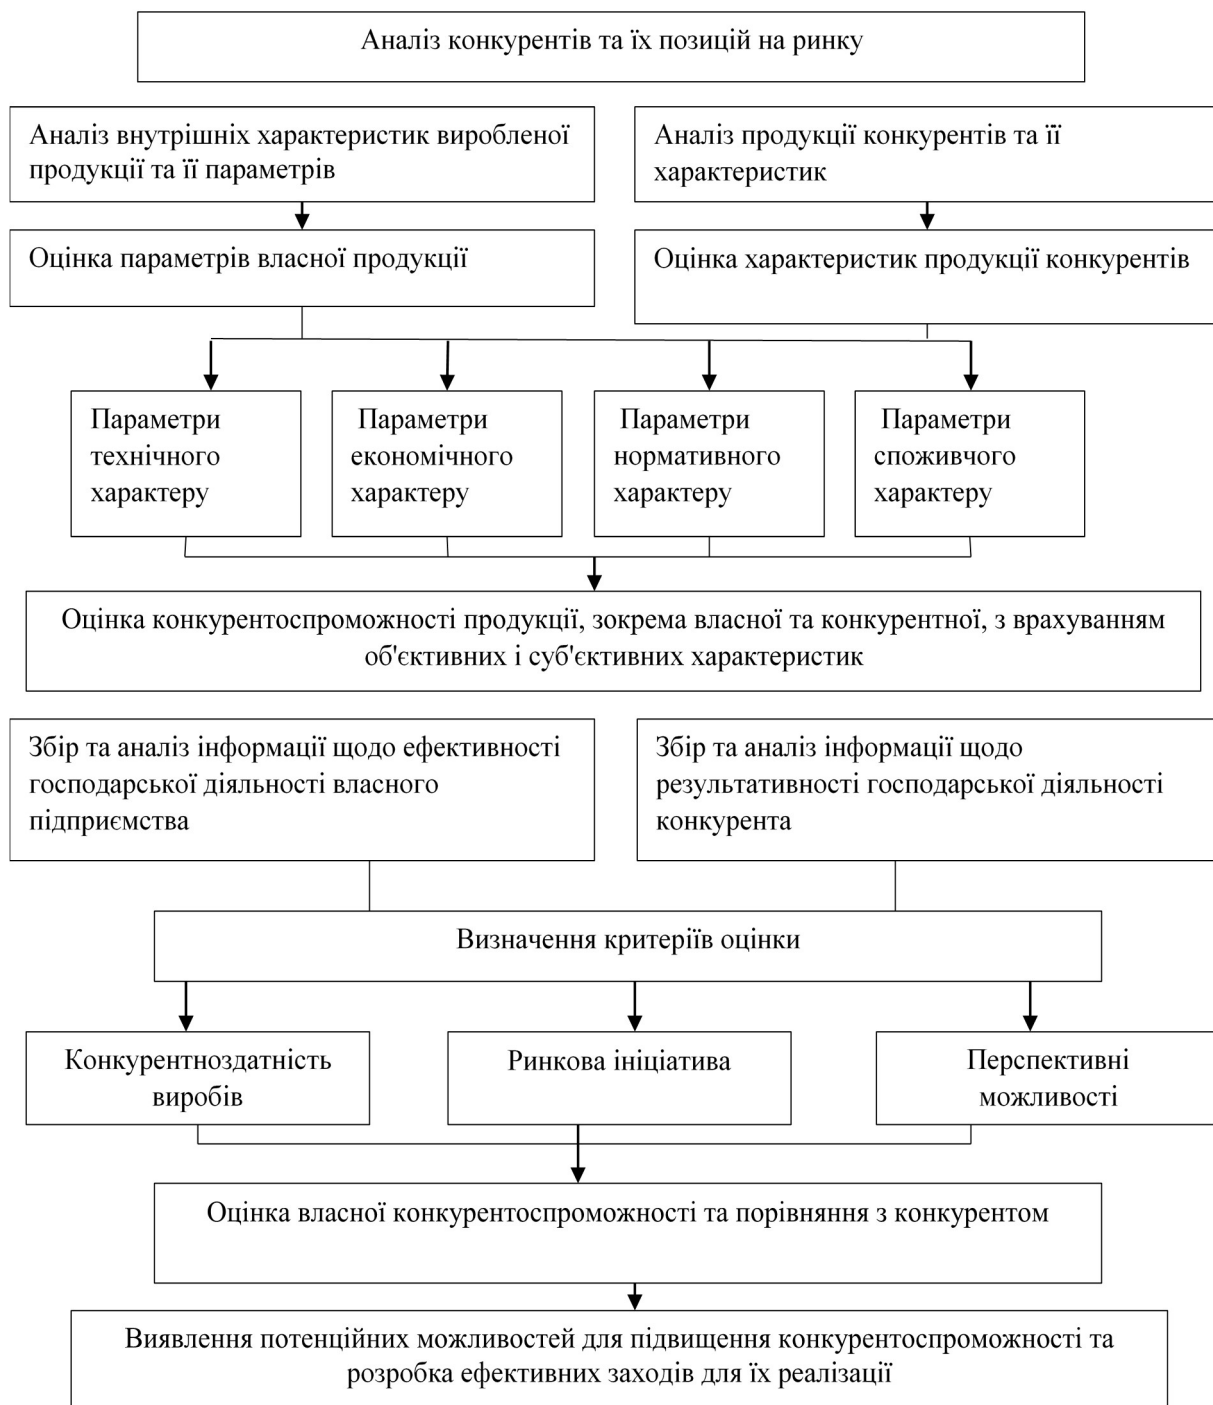 Аналіз конкурентів та їх позицій на ринку
Аналіз внутрішніх характеристик виробленої
продукції та її параметрів
Аналіз продукції конкурентів та її
характеристик
Оцінка параметрів власної продукції
Оцінка характеристик продукції конкурентів
Параметри
технічного
характеру
Параметри
економічного
характеру
Параметри
нормативного
характеру
Параметри
споживчого
характеру
Оцінка конкурентоспроможності продукції, зокрема власної та конкурентної, з врахуванням
об'єктивних і суб'єктивних характеристик
Збір та аналіз інформації щодо ефективності
господарської діяльності власного
підприємства
Збір та аналіз інформації щодо
результативності господарської діяльності
конкурента
Визначення критеріїв оцінки
Конкурентноздатність
виробів
Ринкова ініціатива
Перспективні
можливості
Оцінка власної конкурентоспроможності та порівняння з конкурентом
Виявлення потенційних можливостей для підвищення конкурентоспроможності та
розробка ефективних заходів для їх реалізації